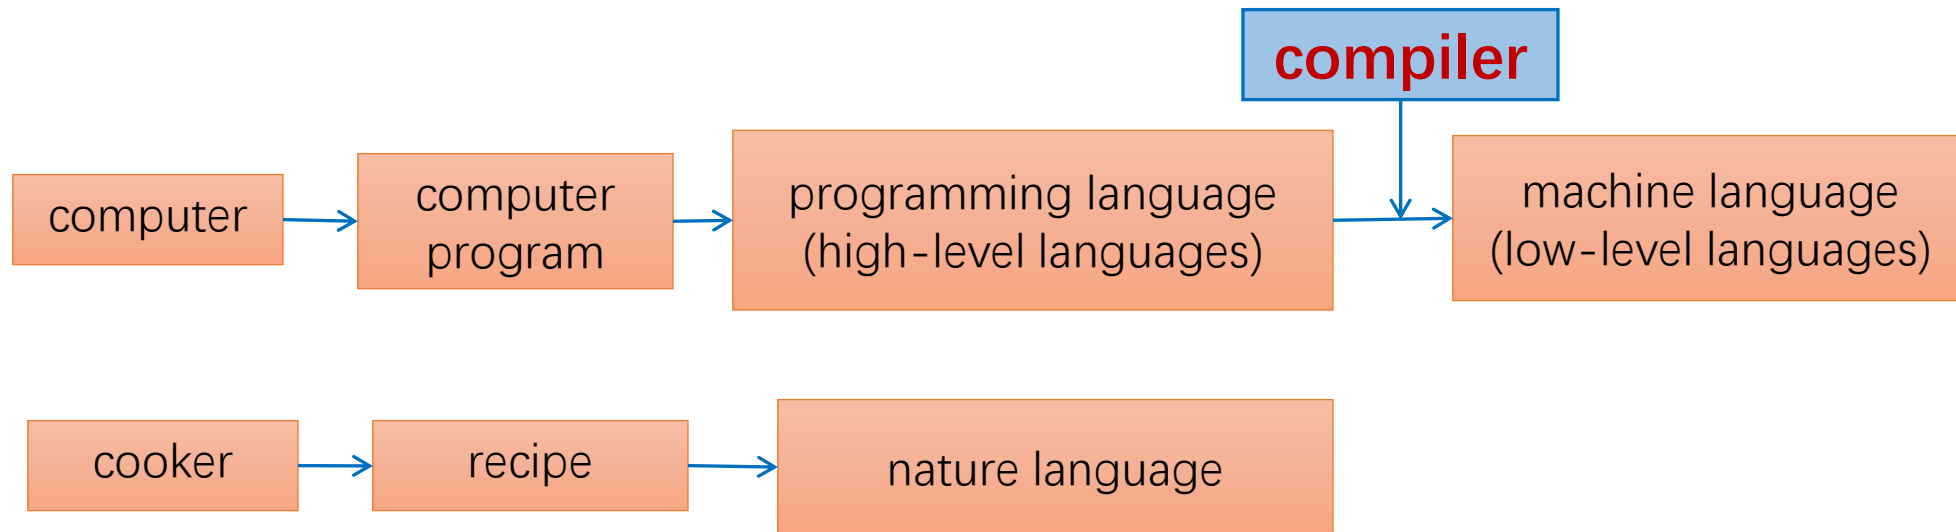 compiler
computer
computer
program
programming language
(high-level languages)
machine language
(low-level languages)
cooker
recipe
nature language